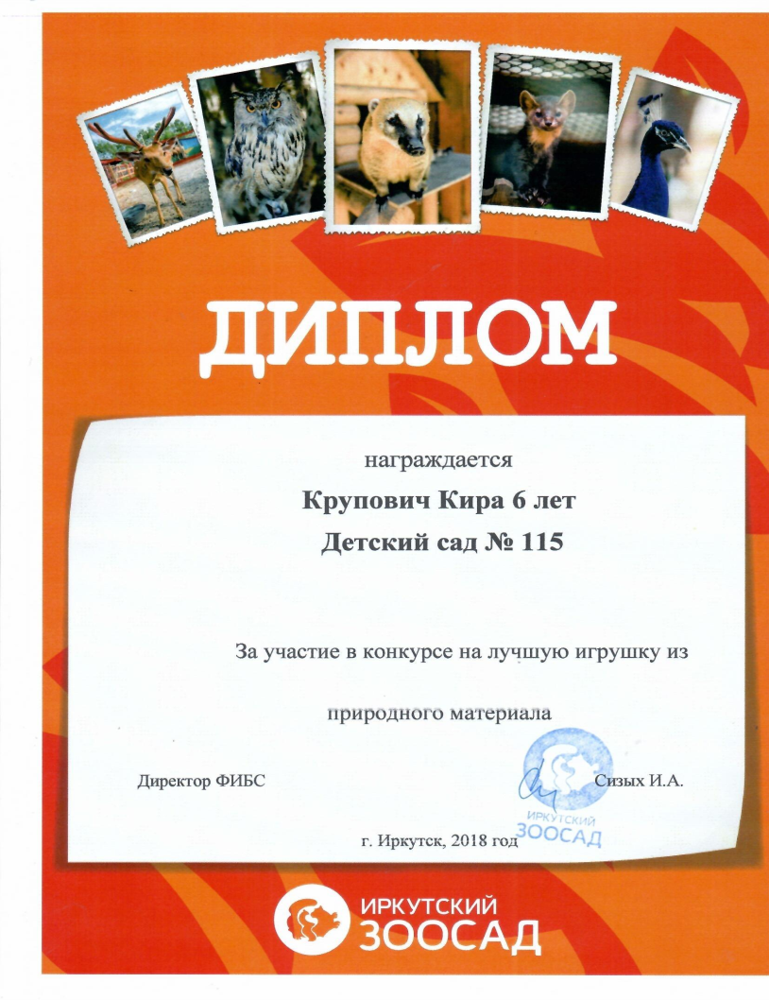 ДИПЛОМ
награждается
Крупович Кира 6 лет
Детский сад № 115
За участие в конкурсе на лучшую игрушку из
природного материала
Директор ФИБС
Сизых И.А.
ИРКУТСКИЙ
ЗООСАД
г. Иркутск, 2018 год
ИРКУТСКИЙ
ЗООСАД